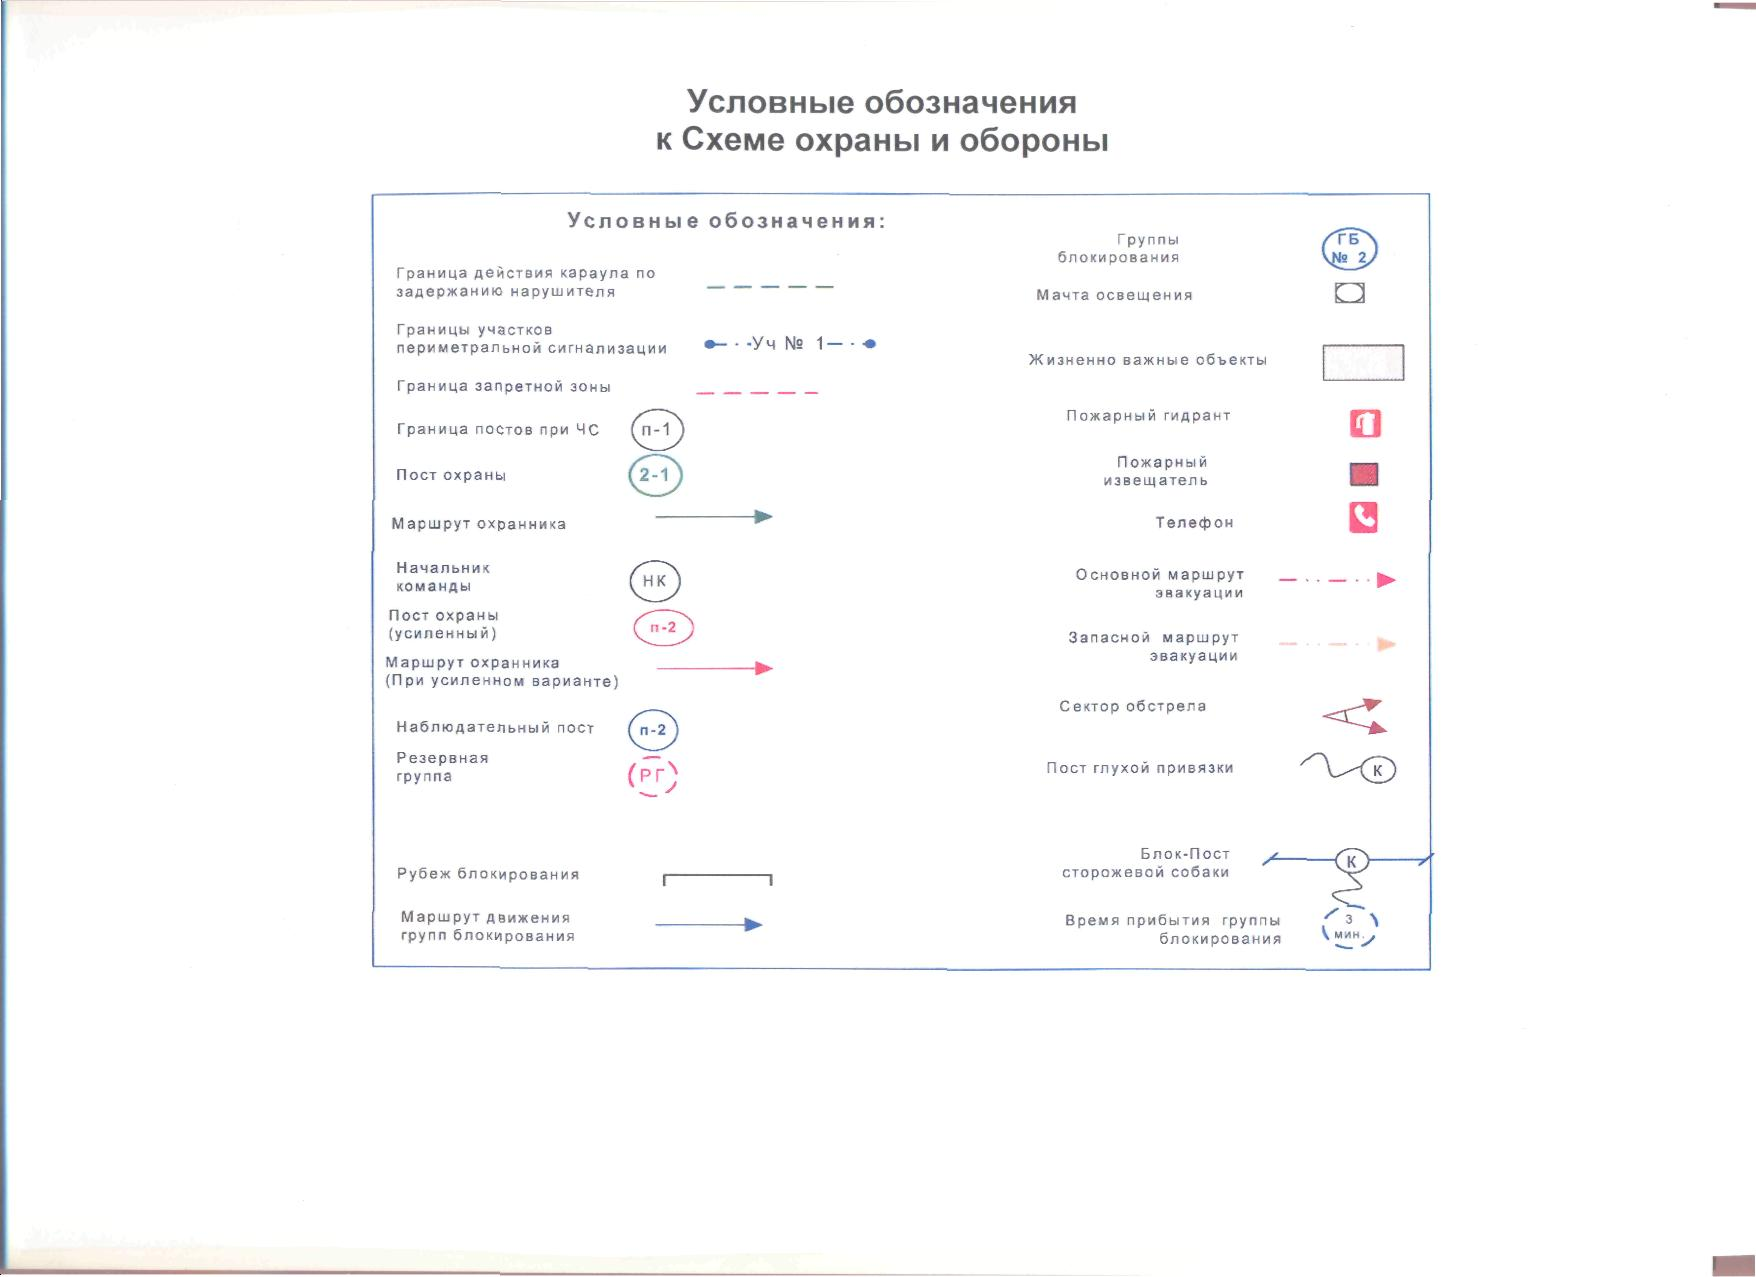 Условные обозначения
к Схеме охраны и обороны
Условные обозначения:
Граница действия караула по
задержанию нарушителя
Границы участков
периметральной сигнализации
Уч № 1
Граница запретной зоны
Граница постов при ЧС
п-1
Пост охраны
2-1
Маршрут охранника
Начальник
команды
НК
Пост охраны
(усиленный)
п-2
Маршрут охранника
(При усиленном варианте)
Наблюдательный пост
п-2
Резервная
группа
РГ
Рубеж блокирования
Маршрут движения
групп блокирования
Группы
блокирования
ГБ
№ 2
Мачта освещения
Жизненно важные объекты
Пожарный гидрант
Пожарный
извещатель
Телефон
Основной маршрут
эвакуации
Запасной маршрут
эвакуации
Сектор обстрела
Пост глухой привязки
К
Блок-Пост
сторожевой собаки
К
Время прибытия группы
блокирования
3
мин.